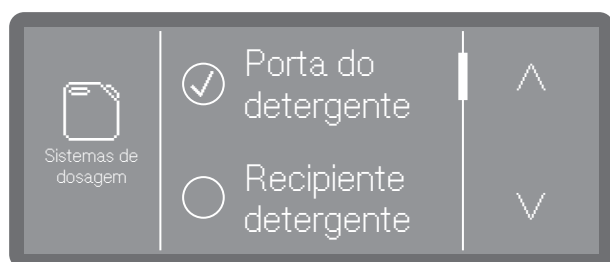 Sistemas de
dosagem
Porta do
detergente
Recipiente
detergente